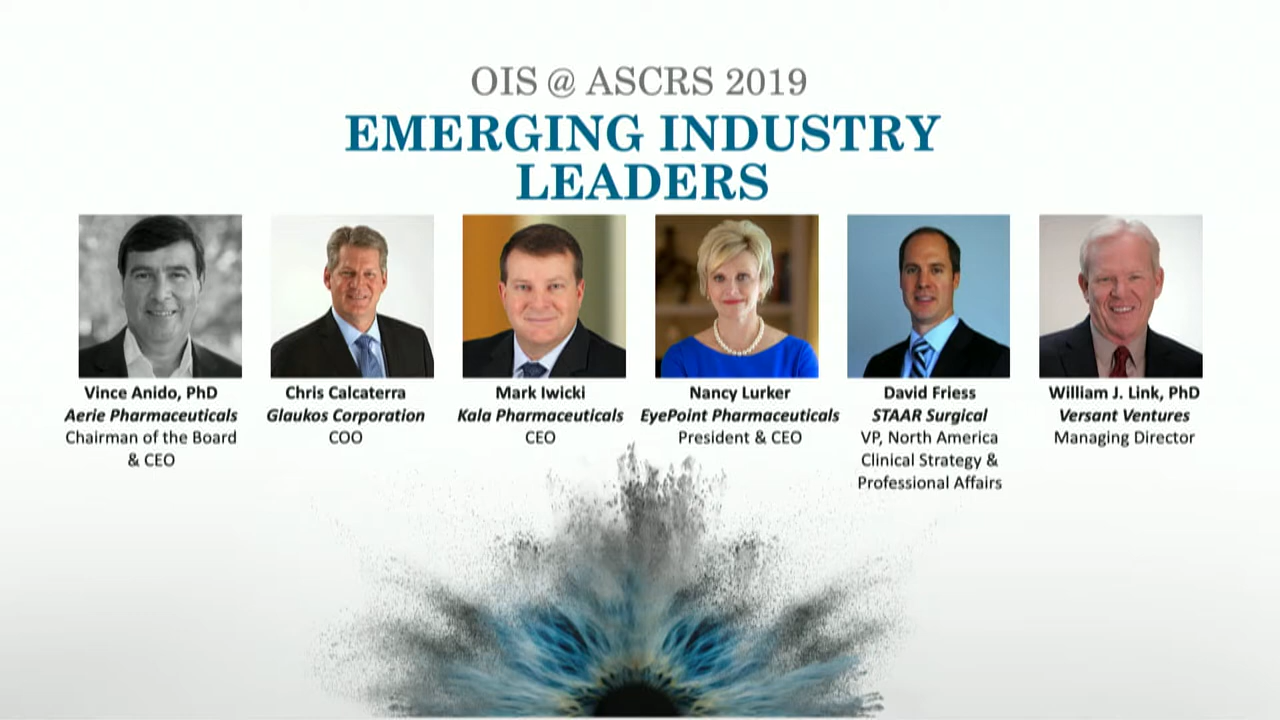 OIS @ ASCRS 2019
EMERGING INDUSTRY
LEADERS
Vince Anido, PhD
Aerie Pharmaceuticals
Chairman of the Board
& CEO
Chris Calcaterra
Glaukos Corporation
COO
Mark Iwicki
Kala Pharmaceuticals
CEO
Nancy Lurker
EyePoint Pharmaceuticals
President & CEO
David Friess
STAAR Surgical
VP, North America
Clinical Strategy &
Professional Affairs
William J. Link, PhD
Versant Ventures
Managing Director